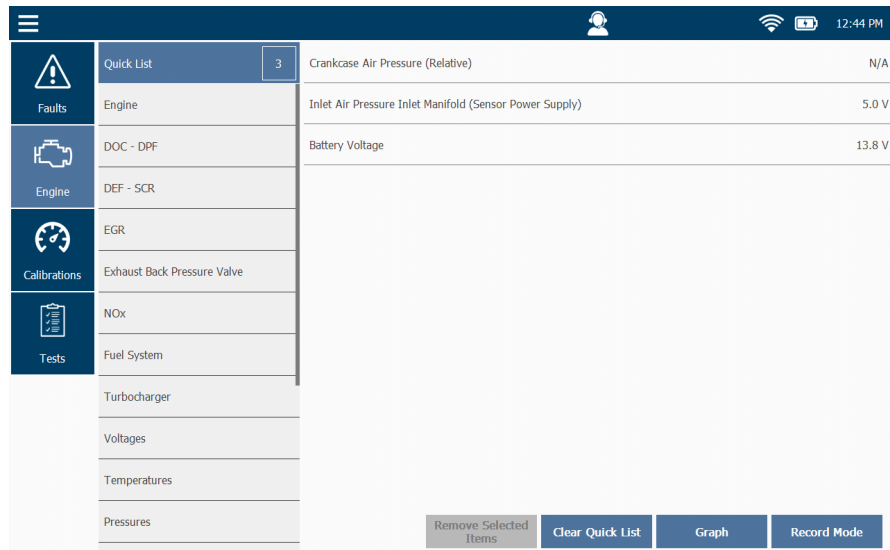 12:44 PM
Faults
Engine
Calibrations
Tests
Quick List 3
Engine
DOC - DPF
DEF - SCR
EGR
Exhaust Back Pressure Valve
NOx
Fuel System
Turbocharger
Voltages
Temperatures
Pressures
Crankcase Air Pressure (Relative) N/A
Inlet Air Pressure Inlet Manifold (Sensor Power Supply) 5.0 V
Battery Voltage 13.8 V
Remove Selected
Items
Clear Quick List
Graph
Record Mode